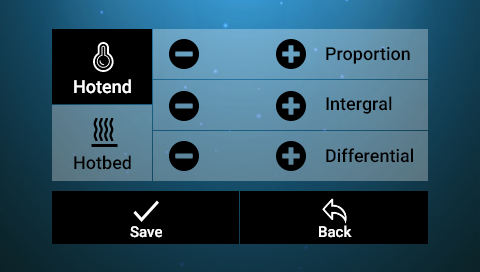 Hotend
Proportion
Intergral
Hotbed
Differential
Save
Back